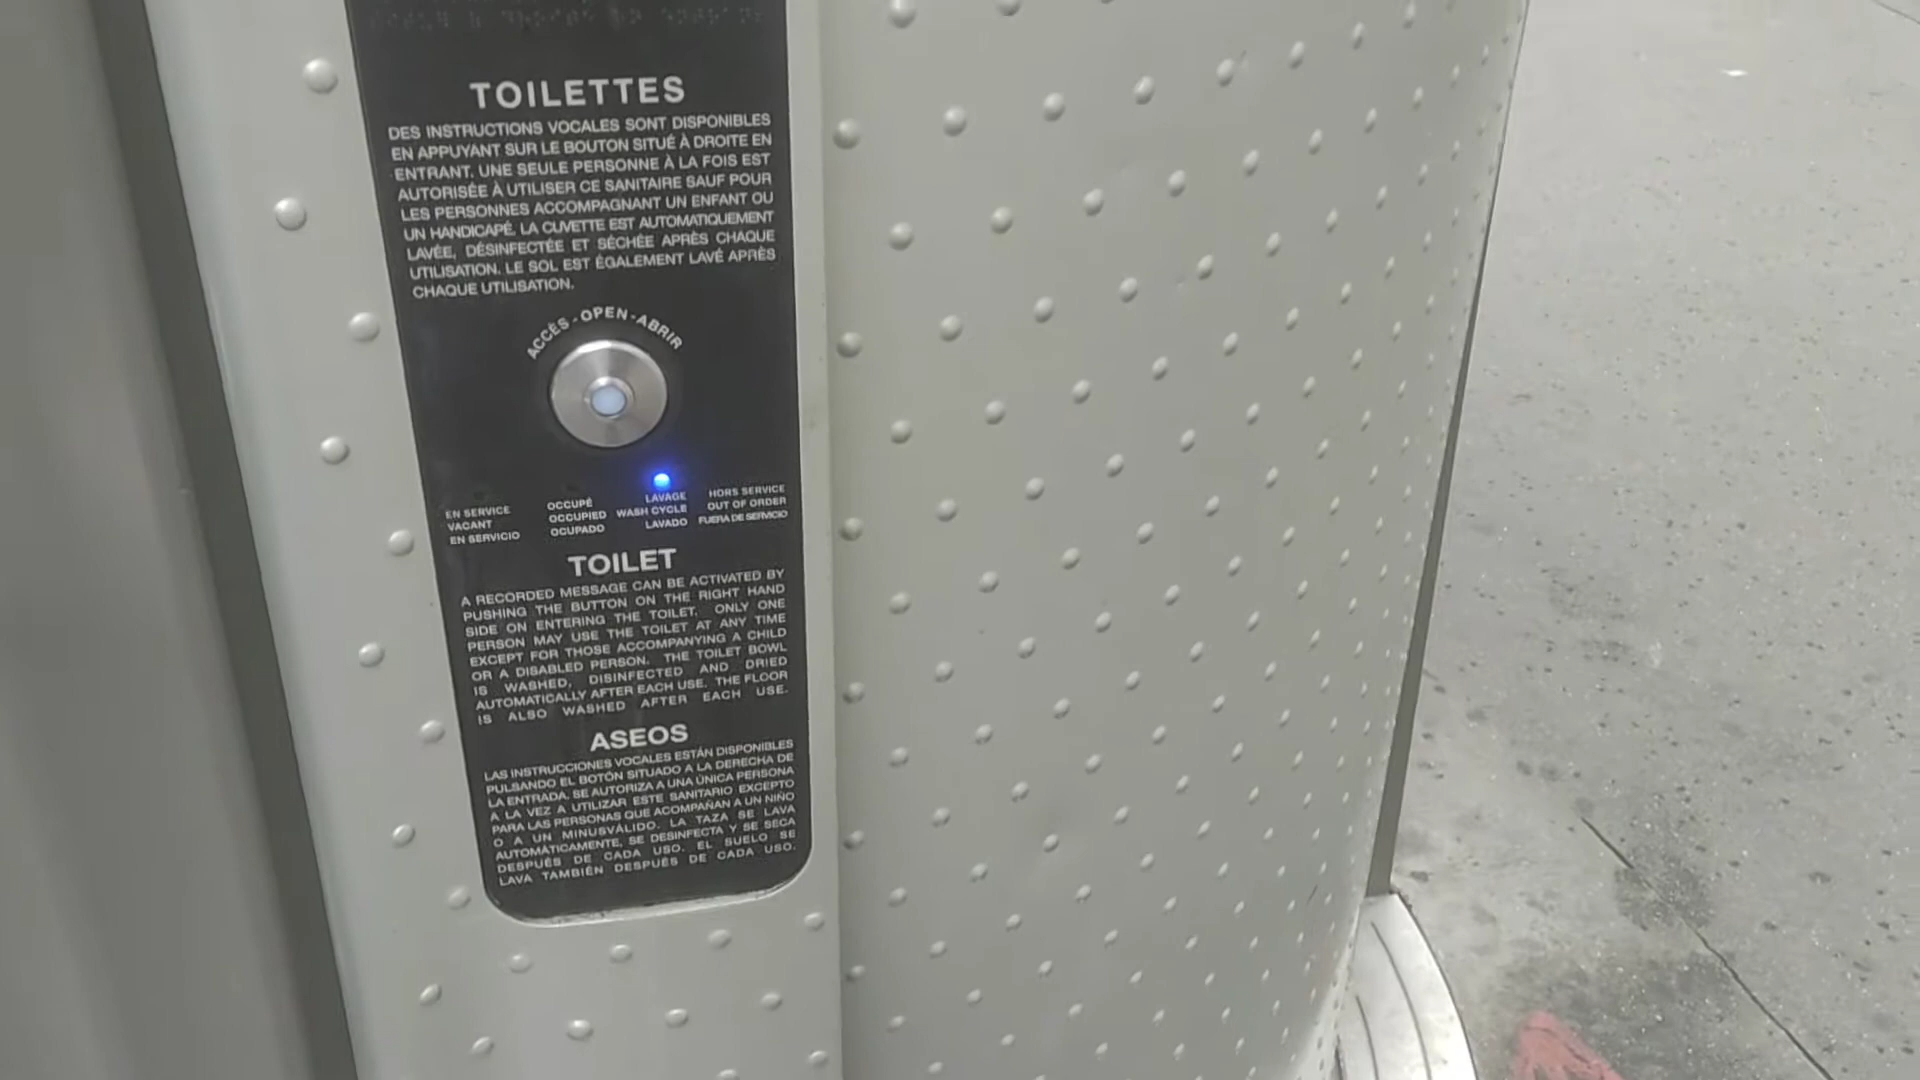 TOILETTES
DES INSTRUCTIONS VOCALES SONT DISPONIBLES
EN APPUYANT SUR LE BOUTON SITUÉ À DROITE EN
ENTRANT. UNE SEULE PERSONNE À LA FOIS EST
AUTORISÉE À UTILISER CE SANITAIRE SAUF POUR
LES PERSONNES ACCOMPAGNANT UN ENFANT OU
UN HANDICAPÉ. LA CUVETTE EST AUTOMATIQUEMENT
LAVÉE, DÉSINFECTÉE ET SÉCHÉE APRÈS CHAQUE
UTILISATION. LE SOL EST ÉGALEMENT LAVÉ APRÈS
CHAQUE UTILISATION.
ACCÈS - OPEN - ABRIR
EN SERVICE
VACANT
EN SERVICIO
OCCUPÉ
OCCUPIED
OCUPADO
LAVAGE
WASH CYCLE
LAVADO
HORS SERVICE
OUT OF ORDER
FUERA DE SERVICIO
TOILET
A RECORDED MESSAGE CAN BE ACTIVATED BY
PUSHING THE BUTTON ON THE RIGHT HAND
SIDE ON ENTERING THE TOILET. ONLY ONE
PERSON MAY USE THE TOILET AT ANY TIME
EXCEPT FOR THOSE ACCOMPANYING A CHILD
OR A DISABLED PERSON. THE TOILET BOWL
IS WASHED, DISINFECTED AND DRIED
AUTOMATICALLY AFTER EACH USE. THE FLOOR
IS ALSO WASHED AFTER EACH USE.
ASEOS
LAS INSTRUCCIONES VOCALES ESTÁN DISPONIBLES
PULSANDO EL BOTÓN SITUADO A LA DERECHA DE
LA ENTRADA. SE AUTORIZA A UNA ÚNICA PERSONA
A LA VEZ A UTILIZAR ESTE SANITARIO EXCEPTO
PARA LAS PERSONAS QUE ACOMPAÑAN A UN NIÑO
O A UN MINUSVÁLIDO. LA TAZA SE LAVA
AUTOMÁTICAMENTE, SE DESINFECTA Y SE SECA
DESPUÉS DE CADA USO. EL SUELO SE
LAVA TAMBIÉN DESPUÉS DE CADA USO.